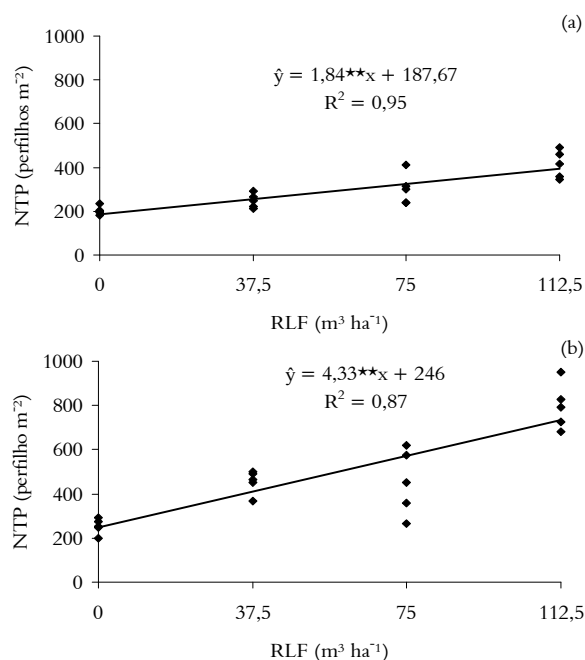 (a)
1000
ŷ = 1,84**x + 187,67
800
R² = 0,95
600
400
200
0
NTP (perfilhos m⁻²)
0 37,5 75 112,5
RLF (m³ ha⁻¹)
(b)
1000
ŷ = 4,33**x + 246
800
R² = 0,87
600
400
200
0
NTP (perfilho m⁻²)
0 37,5 75 112,5
RLF (m³ ha⁻¹)